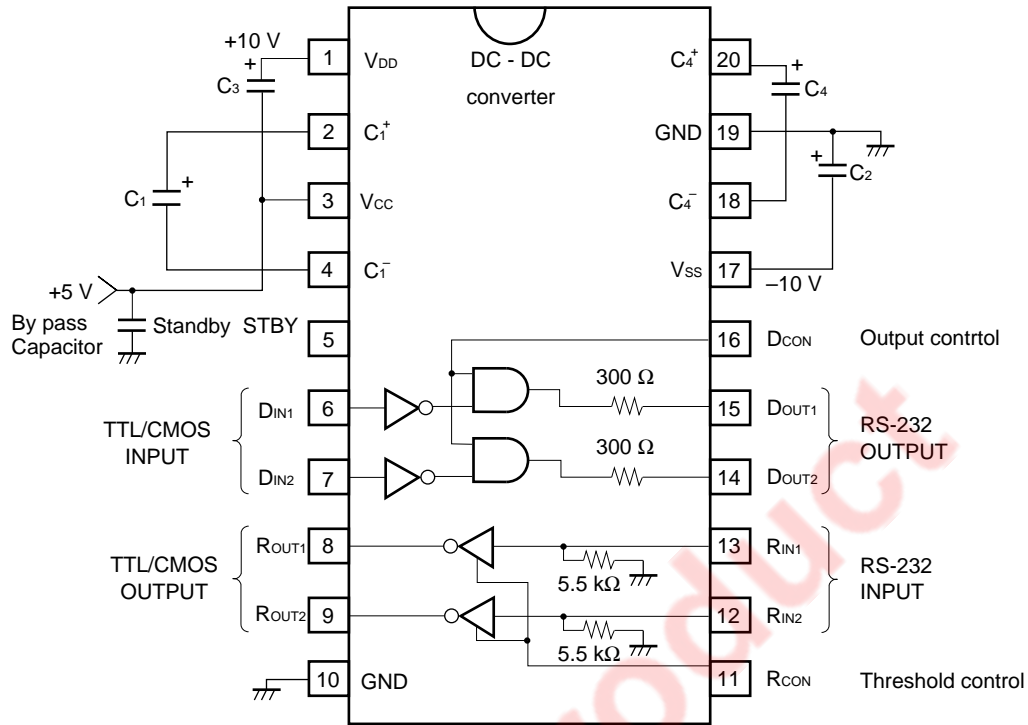 +10 V
+
C3
1
VDD
DC - DC
converter
C4+
20
+
C4
2
C1+
GND
19
+
C2
+
C1
3
VCC
C4−
18
4
C1−
VSS
17
−10 V
+5 V
By pass
Capacitor
Standby
STBY
5
16
DCON
Output contrtol
TTL/CMOS
INPUT
DIN1
6
300 Ω
15
DOUT1
RS-232
OUTPUT
DIN2
7
300 Ω
14
DOUT2
TTL/CMOS
OUTPUT
ROUT1
8
5.5 kΩ
13
RIN1
RS-232
INPUT
ROUT2
9
5.5 kΩ
12
RIN2
10
GND
11
RCON
Threshold control